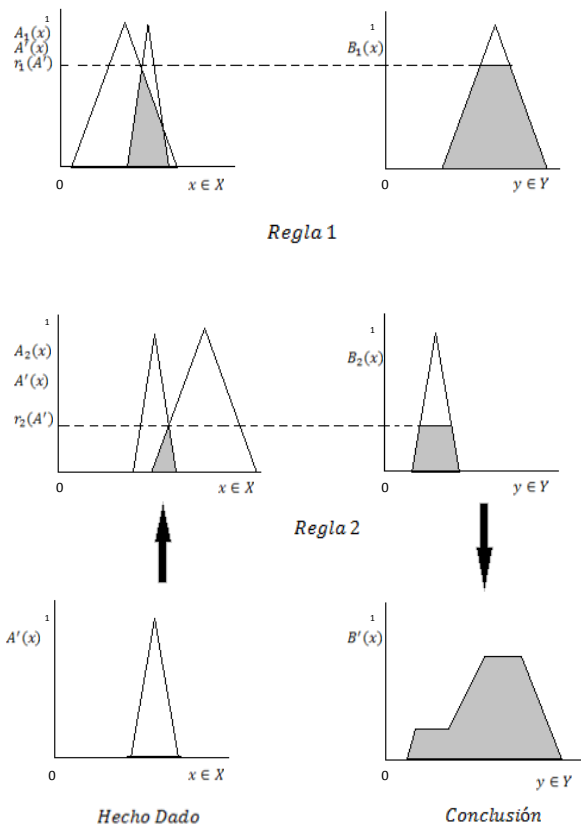 1
A₁(x)
A'(x)
r₁(A')
0
x ∈ X
1
B₁(x)
0
y ∈ Y
Regla 1
1
A₂(x)
A'(x)
r₂(A')
0
x ∈ X
1
B₂(x)
0
y ∈ Y
Regla 2
1
A'(x)
0
x ∈ X
1
B'(x)
0
y ∈ Y
Hecho Dado
Conclusión